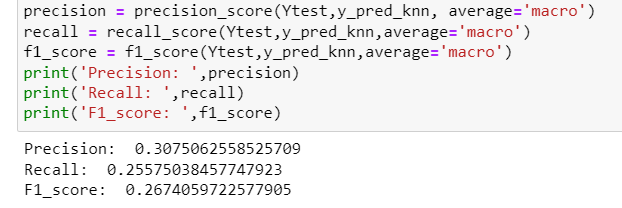 precision = precision_score(Ytest,y_pred_knn, average='macro')
recall = recall_score(Ytest,y_pred_knn,average='macro')
f1_score = f1_score(Ytest,y_pred_knn,average='macro')
print('Precision: ',precision)
print('Recall: ',recall)
print('F1_score: ',f1_score)
Precision:  0.3075062558525709
Recall:  0.25575038457747923
F1_score:  0.2674059722577905